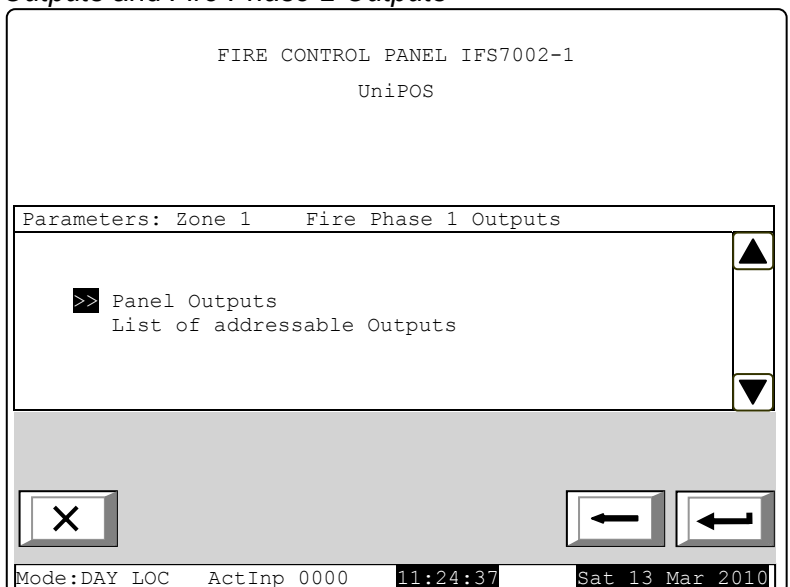 Outputs and Fire Phase 2 Outputs
FIRE CONTROL PANEL IFS7002-1
UniPOS
Parameters: Zone 1 Fire Phase 1 Outputs
>> Panel Outputs
List of addressable Outputs
Mode:DAY LOC ActInp 0000 11:24:37 Sat 13 Mar 2010